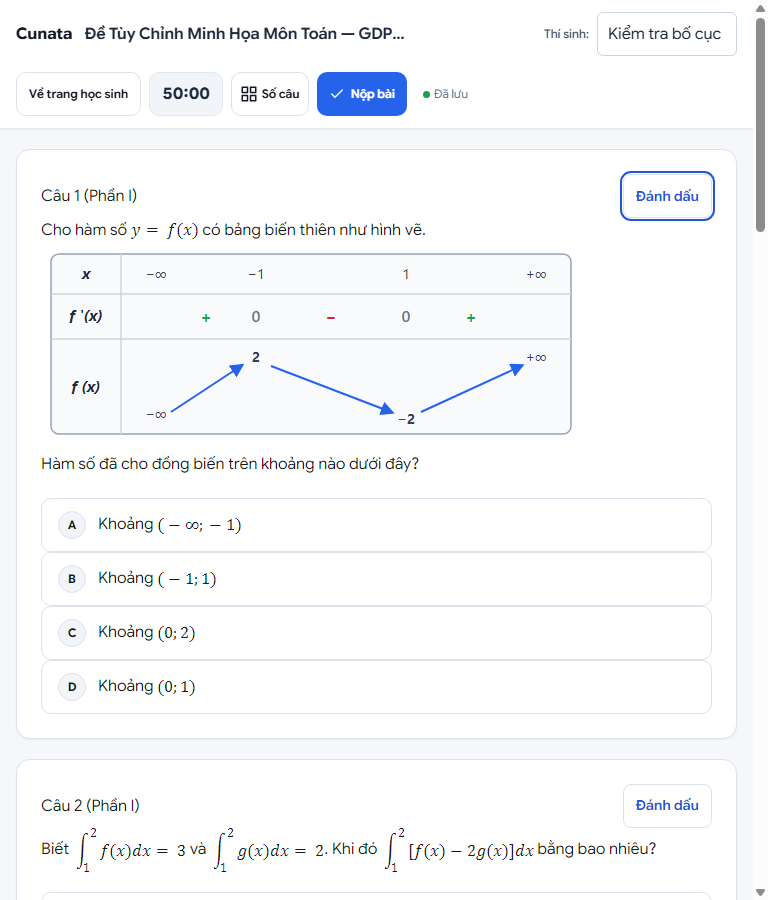 Cunata Đề Tùy Chỉnh Minh Họa Môn Toán — GDP... Thí sinh: Kiểm tra bố cục
Về trang học sinh 50:00 Số câu Nộp bài Đã lưu
Câu 1 (Phần I) Đánh dấu
Cho hàm số y = f(x) có bảng biến thiên như hình vẽ.
x −∞ −1 1 +∞
f '(x) + 0 − 0 +
f (x) −∞ 2 −2 +∞
Hàm số đã cho đồng biến trên khoảng nào dưới đây?
A Khoảng ( − ∞; − 1)
B Khoảng ( − 1; 1)
C Khoảng (0; 2)
D Khoảng (0; 1)
Câu 2 (Phần I) Đánh dấu
Biết ∫₁² f(x)dx = 3 và ∫₁² g(x)dx = 2. Khi đó ∫₁² [f(x) − 2g(x)]dx bằng bao nhiêu?